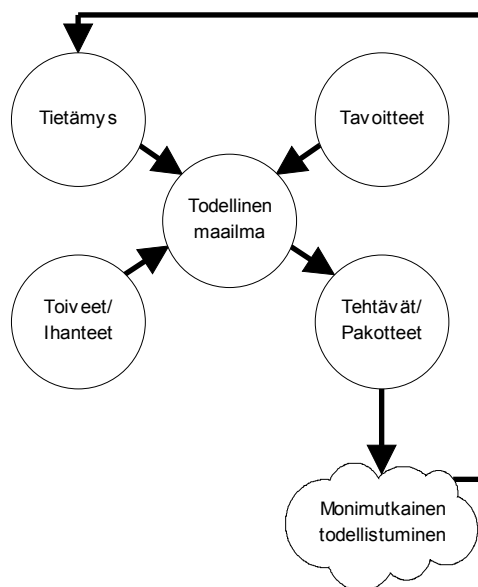 Tietämys
Tavoitteet
Todellinen
maailma
Toiveet/
Ihanteet
Tehtävät/
Pakotteet
Monimutkainen
todellistuminen